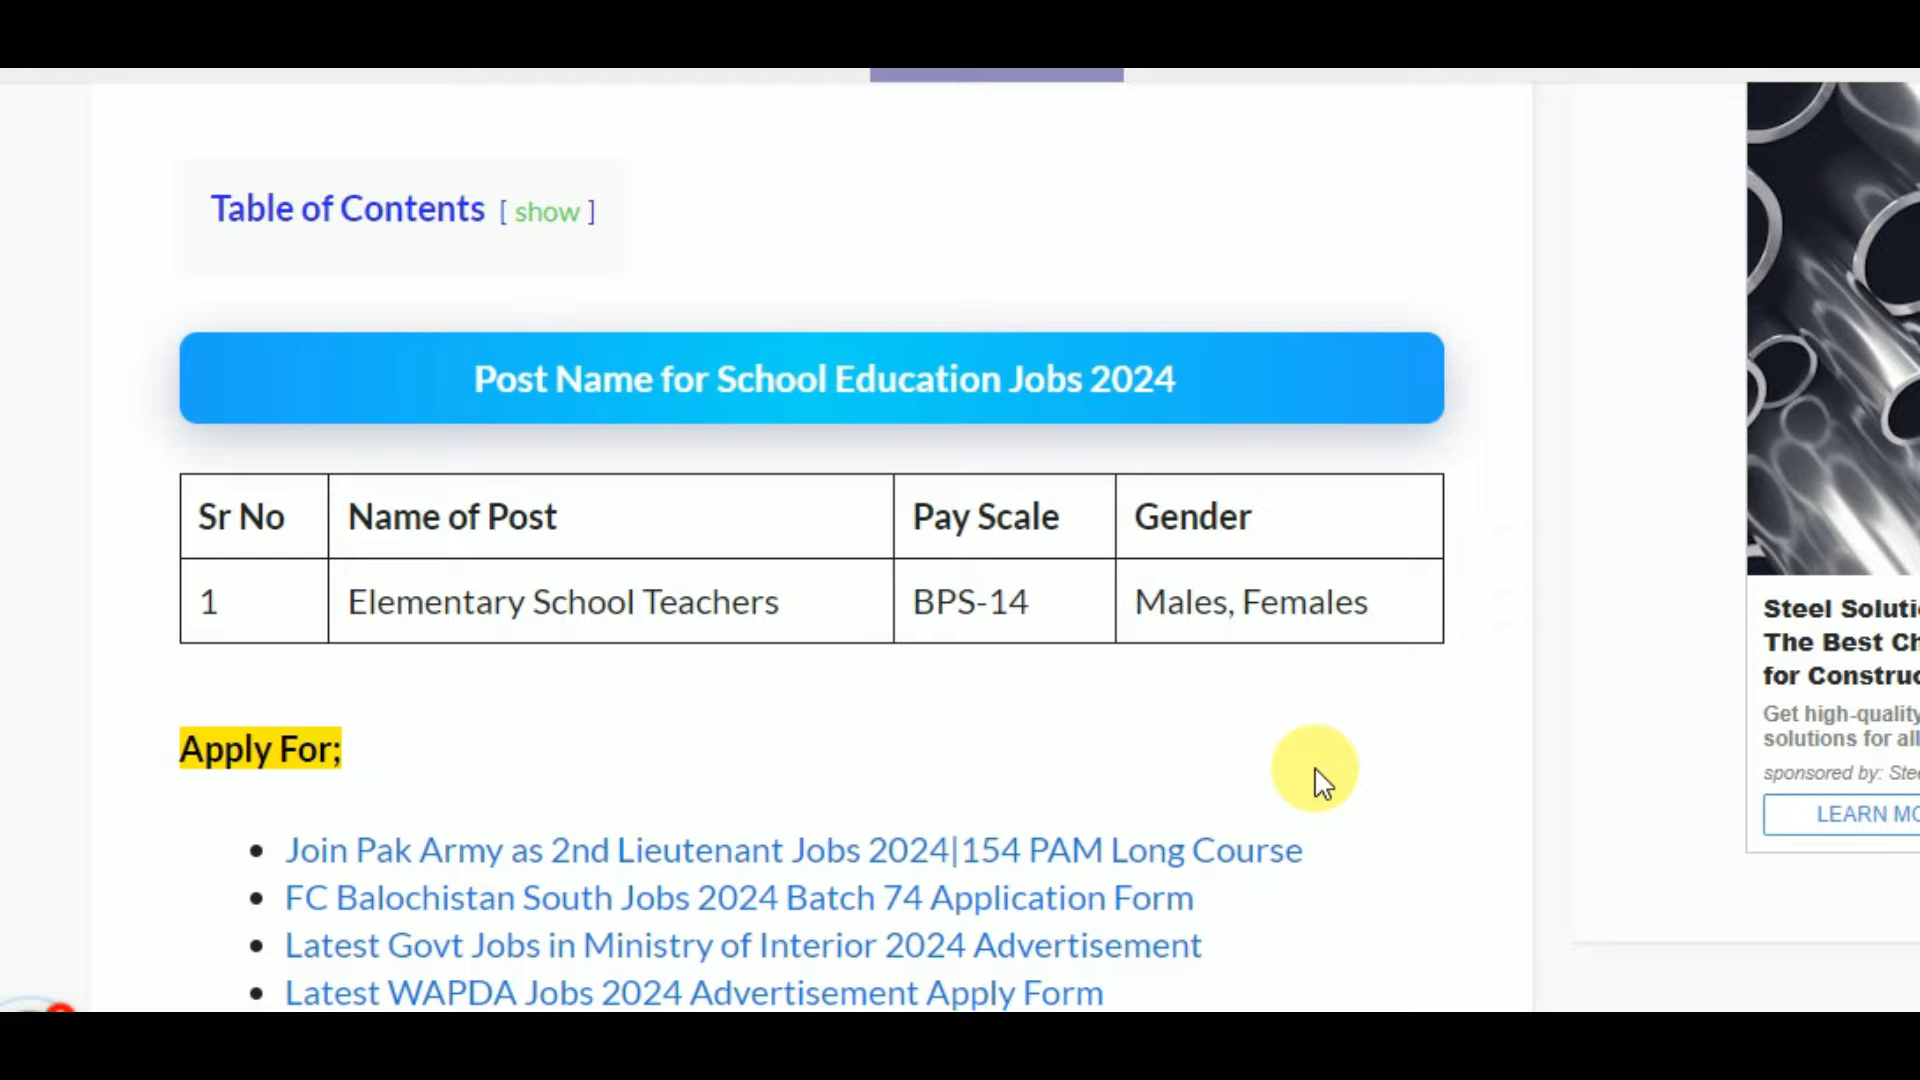 Table of Contents [ show ]
Post Name for School Education Jobs 2024
Sr No Name of Post Pay Scale Gender
1 Elementary School Teachers BPS-14 Males, Females
Apply For;
Join Pak Army as 2nd Lieutenant Jobs 2024|154 PAM Long Course
FC Balochistan South Jobs 2024 Batch 74 Application Form
Latest Govt Jobs in Ministry of Interior 2024 Advertisement
Latest WAPDA Jobs 2024 Advertisement Apply Form
Steel
The Best
for
Get high-quality
solutions for all
sponsored by:
LEARN